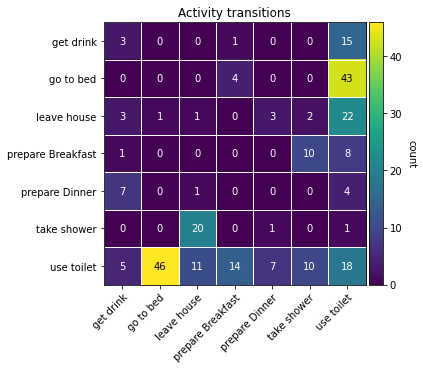 Activity transitions
get drink 3 0 0 1 0 0 15
go to bed 0 0 0 4 0 0 43
leave house 3 1 1 0 3 2 22
prepare Breakfast 1 0 0 0 0 10 8
prepare Dinner 7 0 1 0 0 0 4
take shower 0 0 20 0 1 0 1
use toilet 5 46 11 14 7 10 18
get drink
go to bed
leave house
prepare Breakfast
prepare Dinner
take shower
use toilet
40
30
20
10
0
count